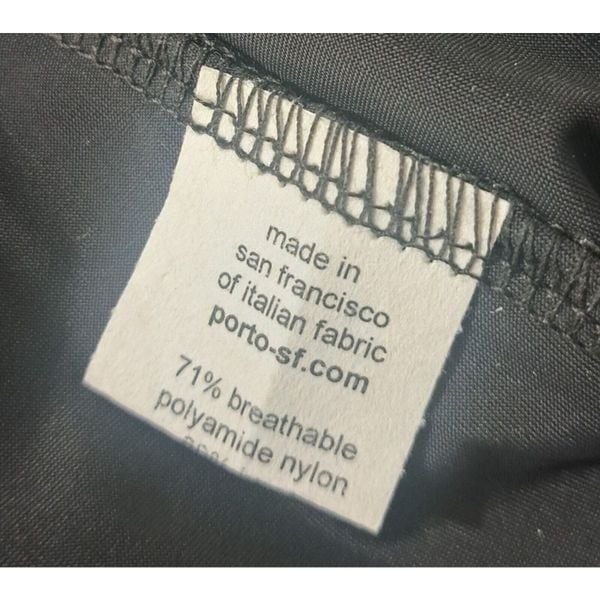 made in
san francisco
of italian fabric
porto-sf.com
71% breathable
polyamide nylon